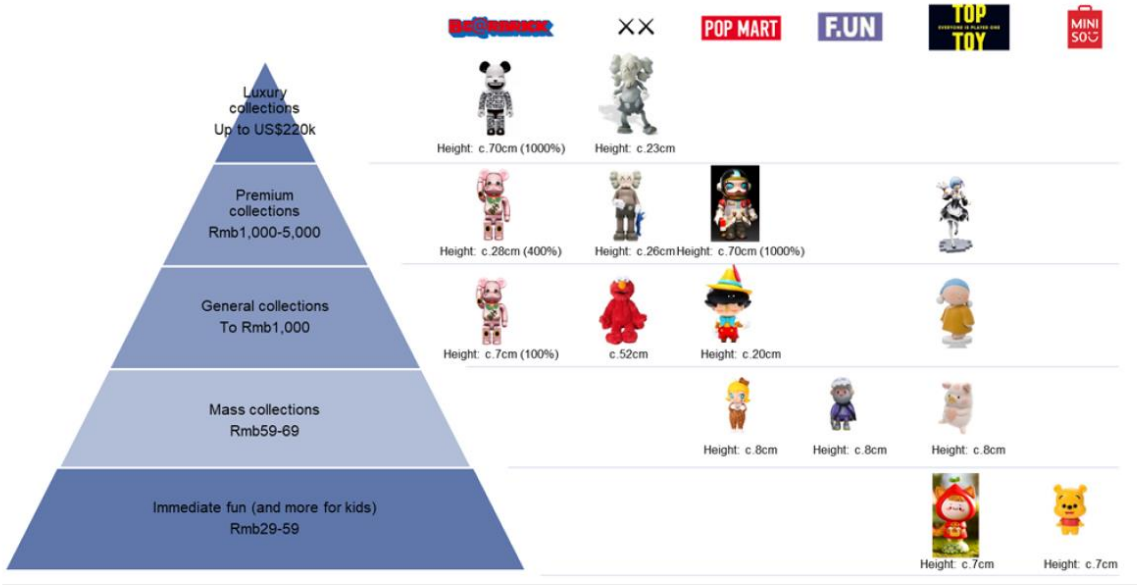 BE@RBRICK
XX
POP MART
F.UN
TOP
EVERYONE IS PLAYER ONE
TOY
MINI
SO
Luxury
collections
Up to US$220k
Height: c.70cm (1000%)
Height: c.23cm
Premium
collections
Rmb1,000-5,000
Height: c.28cm (400%)
Height: c.26cm
Height: c.70cm (1000%)
General collections
To Rmb1,000
Height: c.7cm (100%)
c.52cm
Height: c.20cm
Mass collections
Rmb59-69
Height: c.8cm
Height: c.8cm
Height: c.8cm
Immediate fun (and more for kids)
Rmb29-59
Height: c.7cm
Height: c.7cm